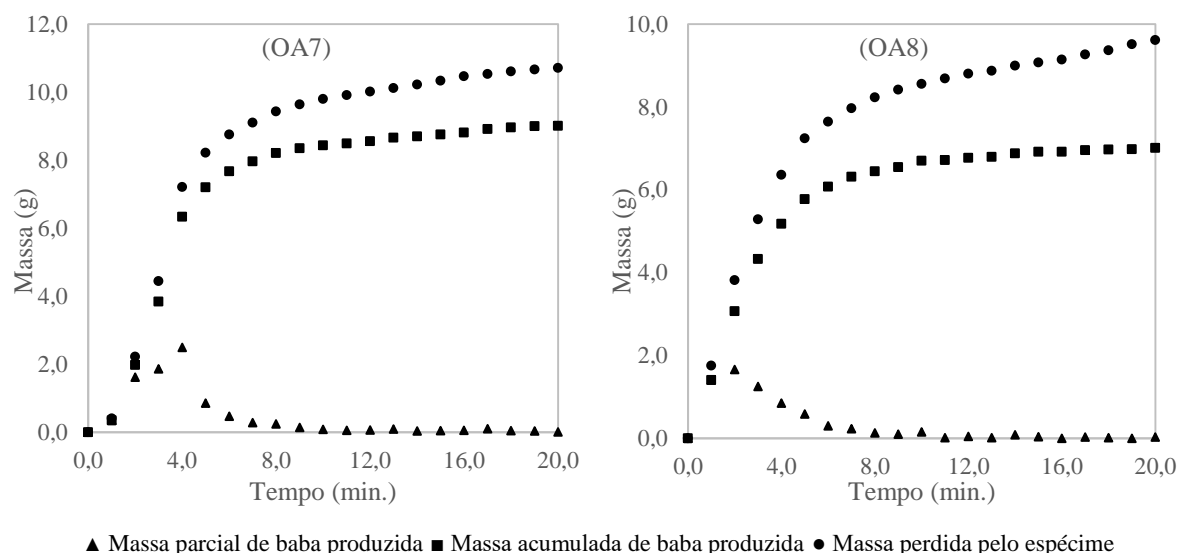 (OA7)
Massa (g)
12,0
10,0
8,0
6,0
4,0
2,0
0,0
0,0 4,0 8,0 12,0 16,0 20,0
Tempo (min.)
(OA8)
Massa (g)
10,0
8,0
6,0
4,0
2,0
0,0
0,0 4,0 8,0 12,0 16,0 20,0
Tempo (min.)
▲ Massa parcial de baba produzida ■ Massa acumulada de baba produzida ● Massa perdida pelo espécime